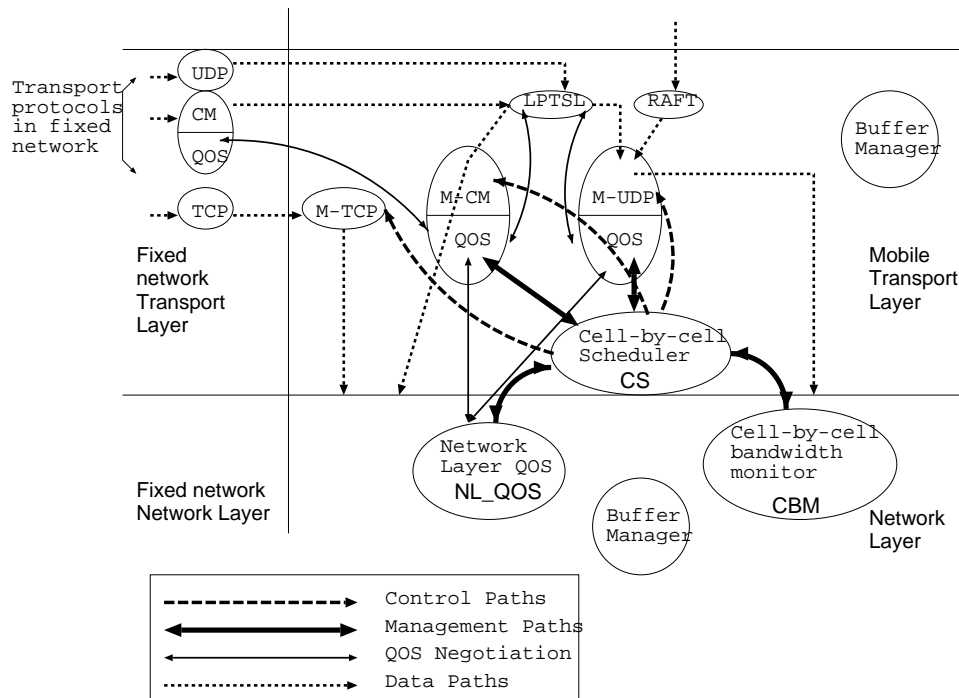 UDP
Transport
protocols
in fixed
network
CM
QOS
LPTSL
RAFT
Buffer
Manager
TCP
M-TCP
M-CM
QOS
M-UDP
QOS
Fixed
network
Transport
Layer
Mobile
Transport
Layer
Cell-by-cell
Scheduler
CS
Network
Layer QOS
NL_QOS
Cell-by-cell
bandwidth
monitor
CBM
Fixed network
Network Layer
Buffer
Manager
Network
Layer
Control Paths
Management Paths
QOS Negotiation
Data Paths